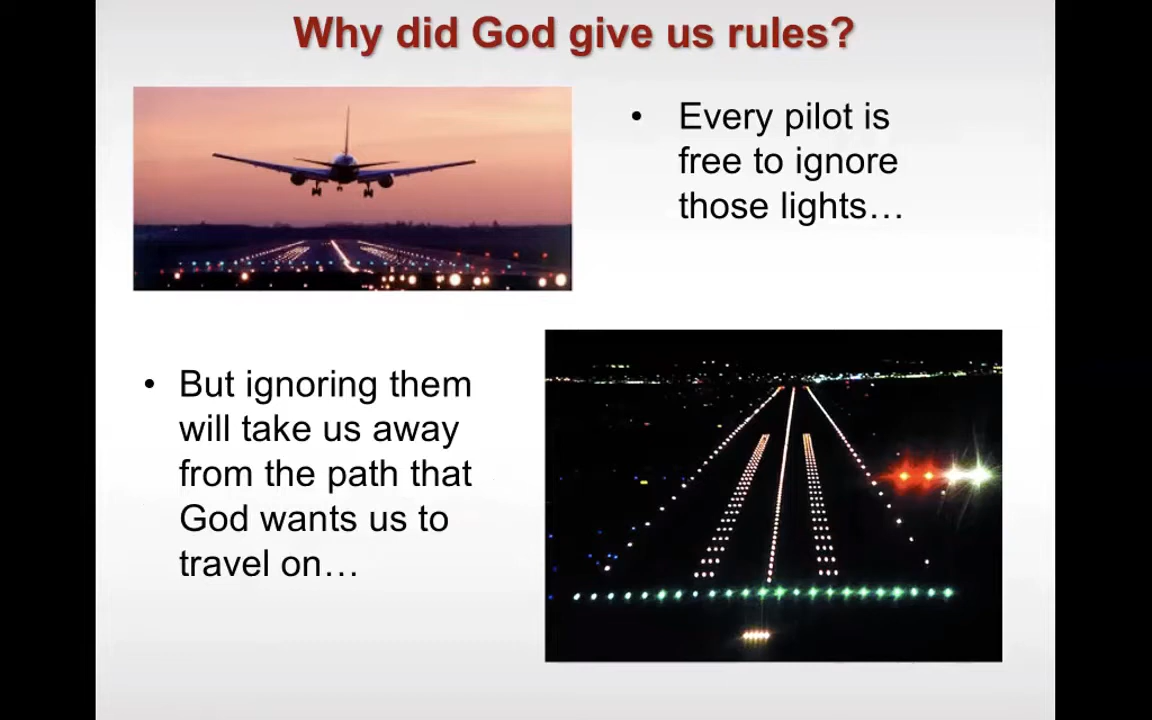 Why did God give us rules?
• Every pilot is
free to ignore
those lights…
• But ignoring them
will take us away
from the path that
God wants us to
travel on…